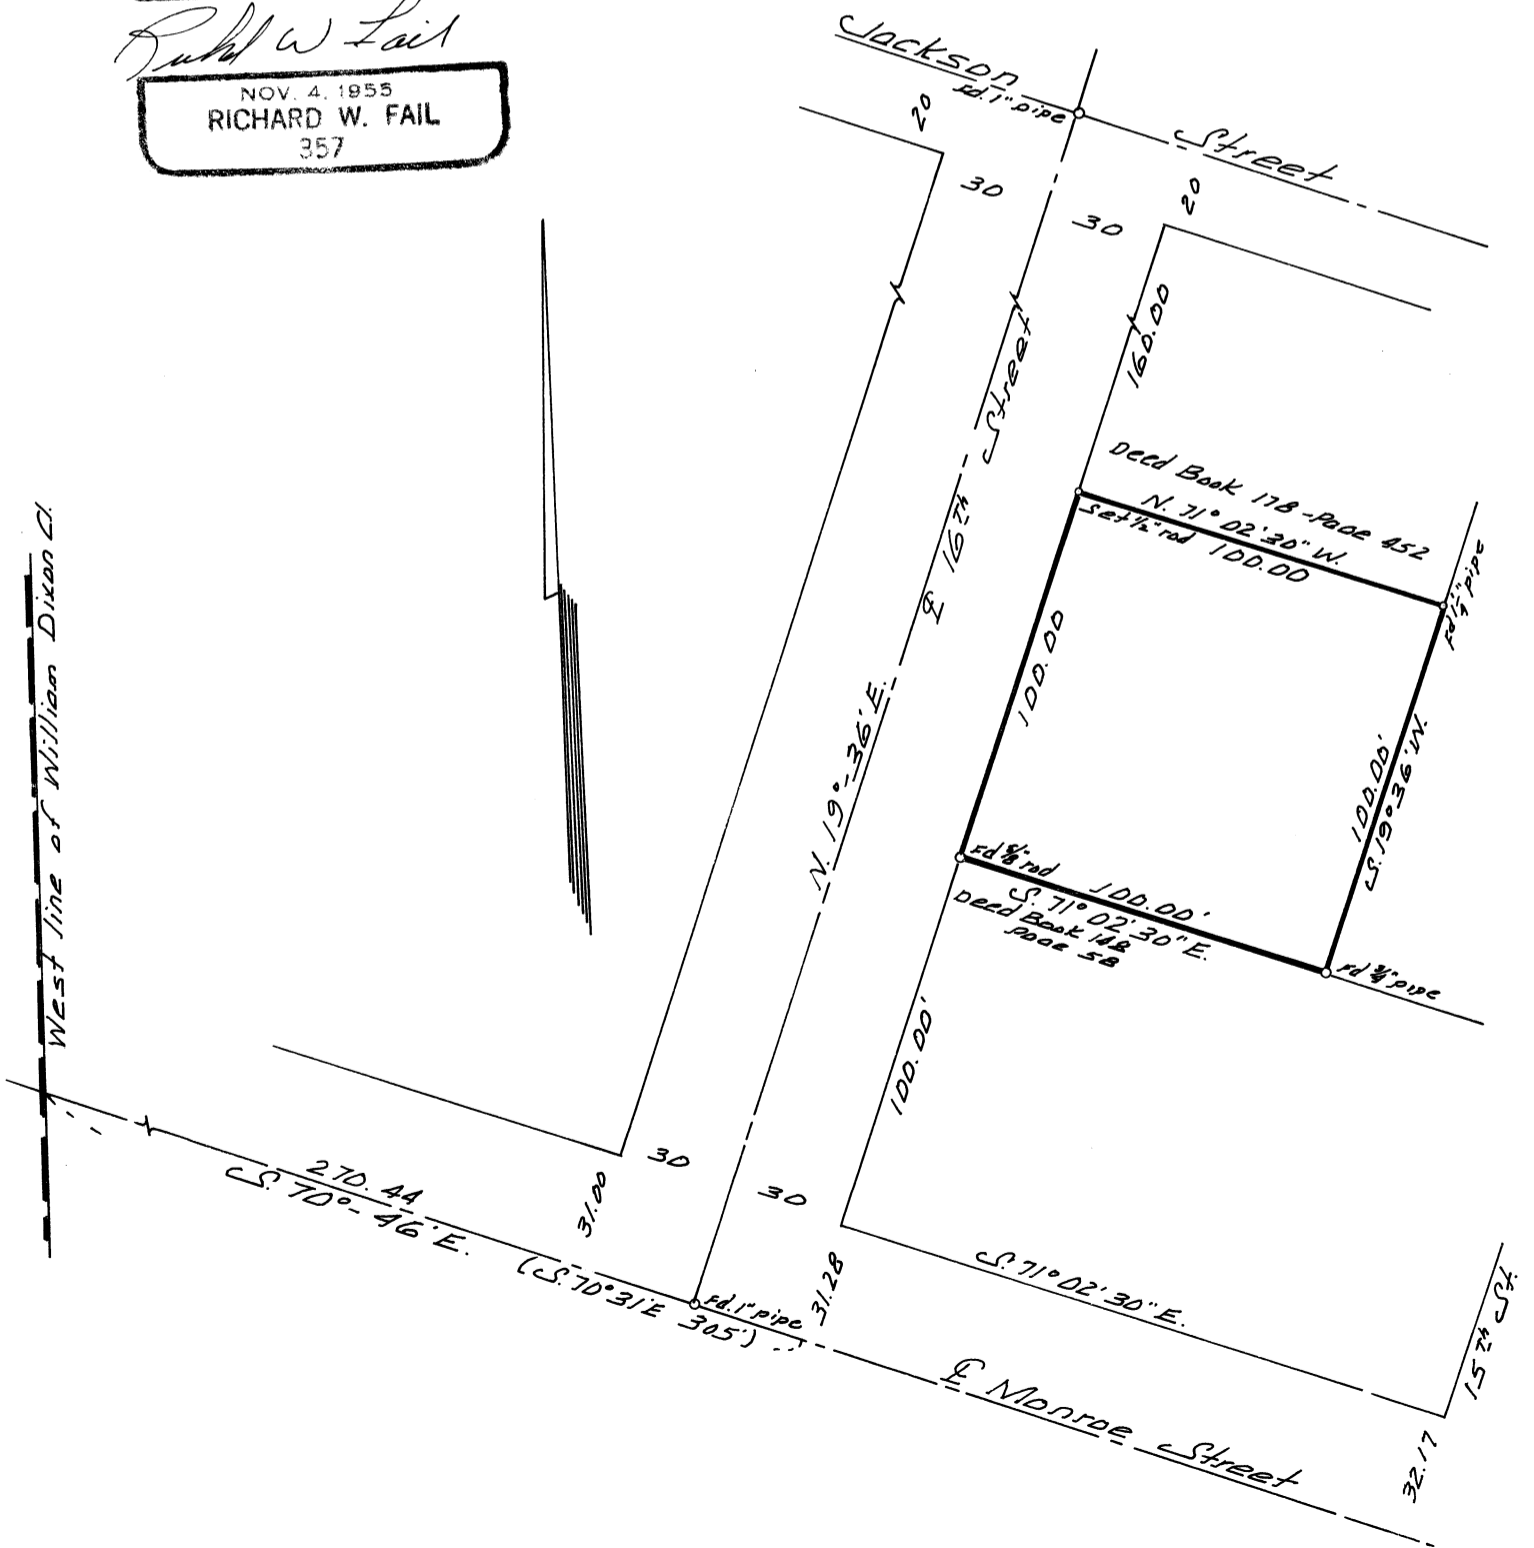 Richd W Fail
NOV. 4. 1955
RICHARD W. FAIL
357
Jackson Street
Fd. 1" pipe
20
30
30
20
160.00
℄ 16Th Street
N. 19°-36' E.
Deed Book 178-Page 452
N. 71° 02' 30" W.
Set ½" rod 100.00
Fd 1¼" pipe
100.00
100.00'
S. 19° 36' W.
Fd ⅝" rod 100.00'
S. 71° 02' 30" E.
Deed Book 148
Page 58
Fd ¾" pipe
100.00'
West line of William Dixon Cl.
270.44
S. 70°-46' E.
(S. 70° 31' E 305')
31.00
30
30
Fd. 1" pipe
31.28
S. 71° 02' 30" E.
15Th St.
32.17
℄ Monroe Street